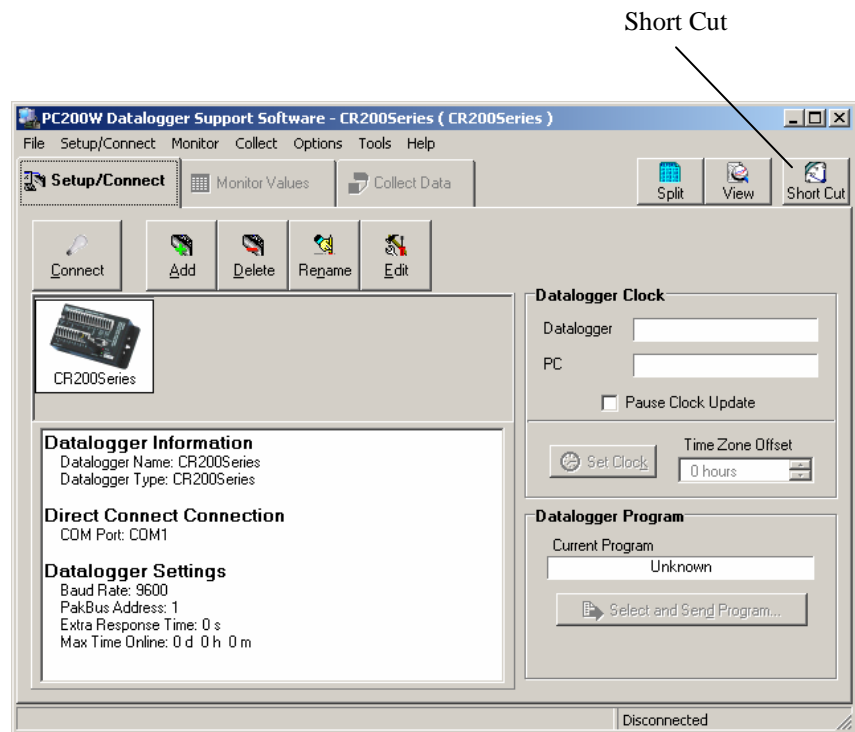 Short Cut
PC200W Datalogger Support Software - CR200Series ( CR200Series )
File Setup/Connect Monitor Collect Options Tools Help
Setup/Connect Monitor Values Collect Data Split View Short Cut
Connect Add Delete Rename Edit
CR200Series
Datalogger Information
Datalogger Name: CR200Series
Datalogger Type: CR200Series
Direct Connect Connection
COM Port: COM1
Datalogger Settings
Baud Rate: 9600
PakBus Address: 1
Extra Response Time: 0 s
Max Time Online: 0 d 0 h 0 m
Datalogger Clock
Datalogger
PC
Pause Clock Update
Set Clock
Time Zone Offset
0 hours
Datalogger Program
Current Program
Unknown
Select and Send Program...
Disconnected